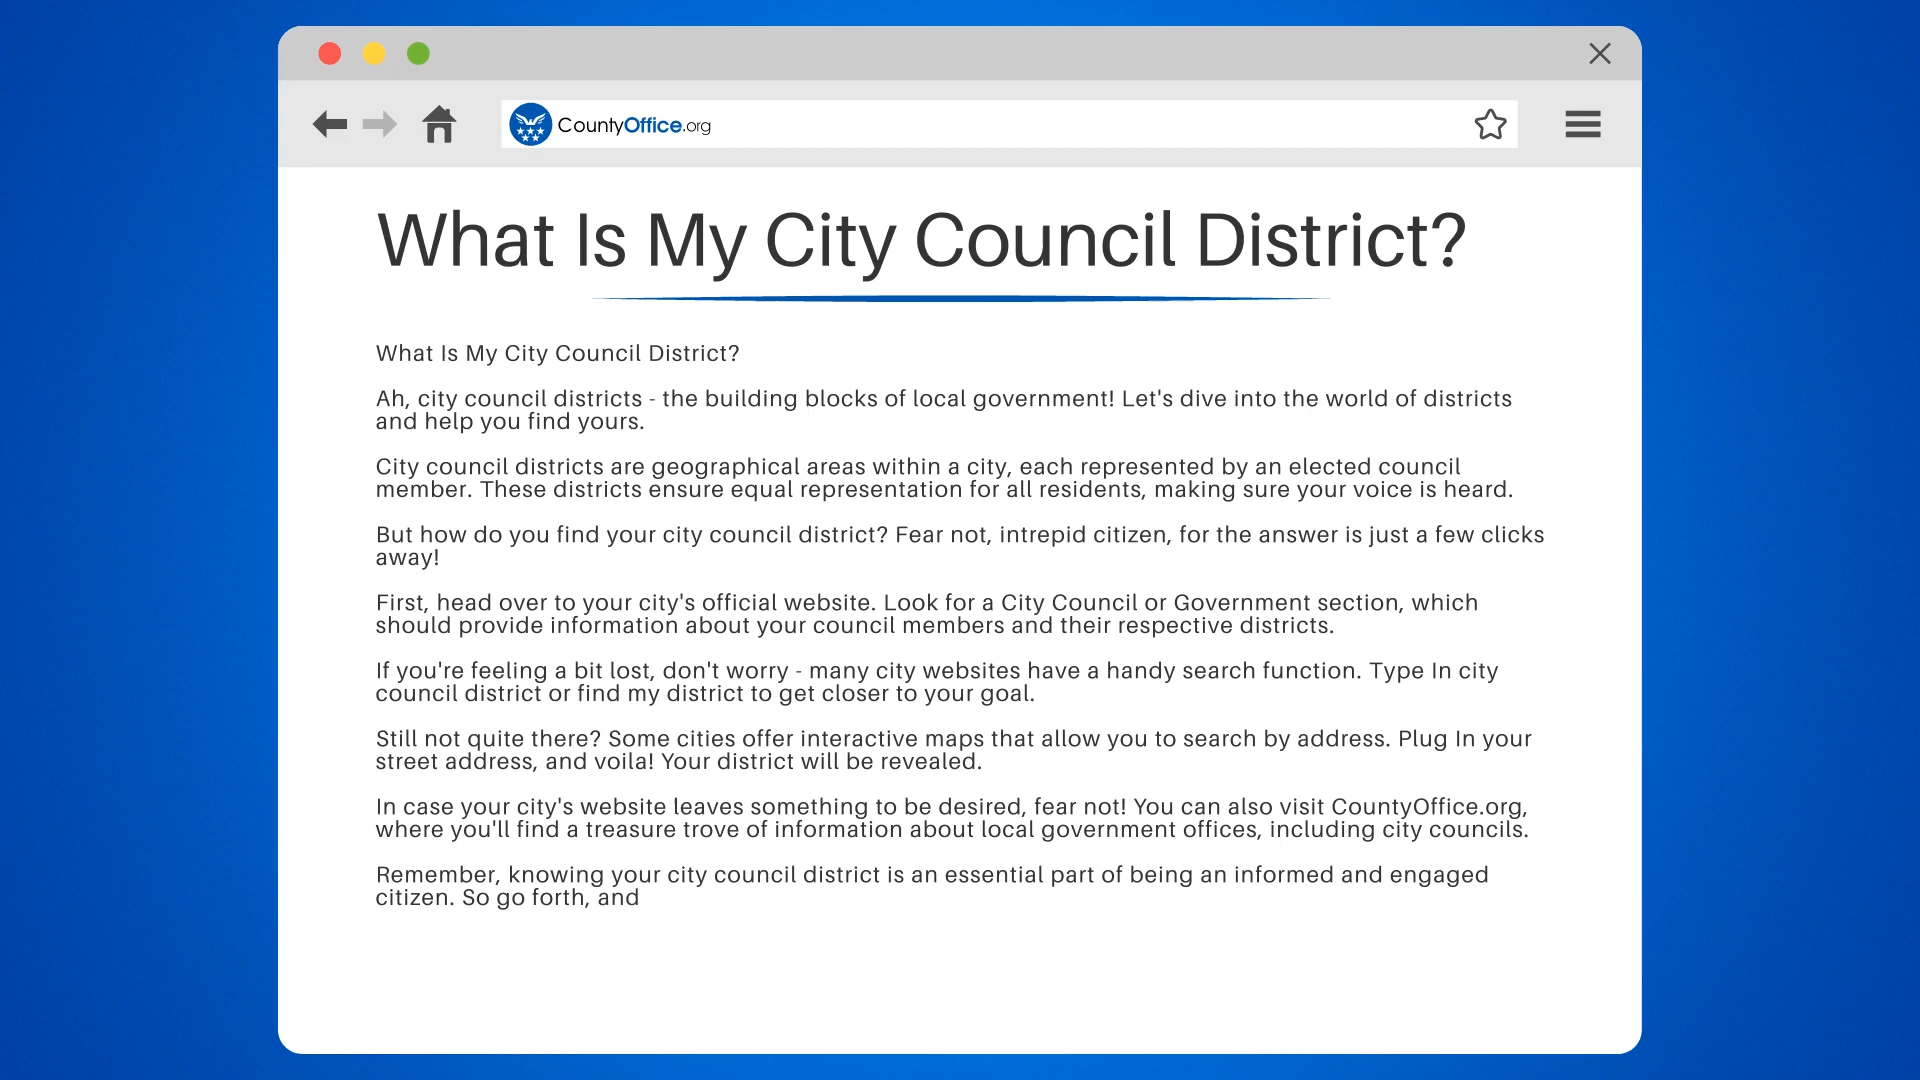 CountyOffice.org
What Is My City Council District?
What Is My City Council District?
Ah, city council districts - the building blocks of local government! Let's dive into the world of districts
and help you find yours.
City council districts are geographical areas within a city, each represented by an elected council
member. These districts ensure equal representation for all residents, making sure your voice is heard.
But how do you find your city council district? Fear not, intrepid citizen, for the answer is just a few clicks
away!
First, head over to your city's official website. Look for a City Council or Government section, which
should provide information about your council members and their respective districts.
If you're feeling a bit lost, don't worry - many city websites have a handy search function. Type In city
council district or find my district to get closer to your goal.
Still not quite there? Some cities offer interactive maps that allow you to search by address. Plug In your
street address, and voila! Your district will be revealed.
In case your city's website leaves something to be desired, fear not! You can also visit CountyOffice.org,
where you'll find a treasure trove of information about local government offices, including city councils.
Remember, knowing your city council district is an essential part of being an informed and engaged
citizen. So go forth, and